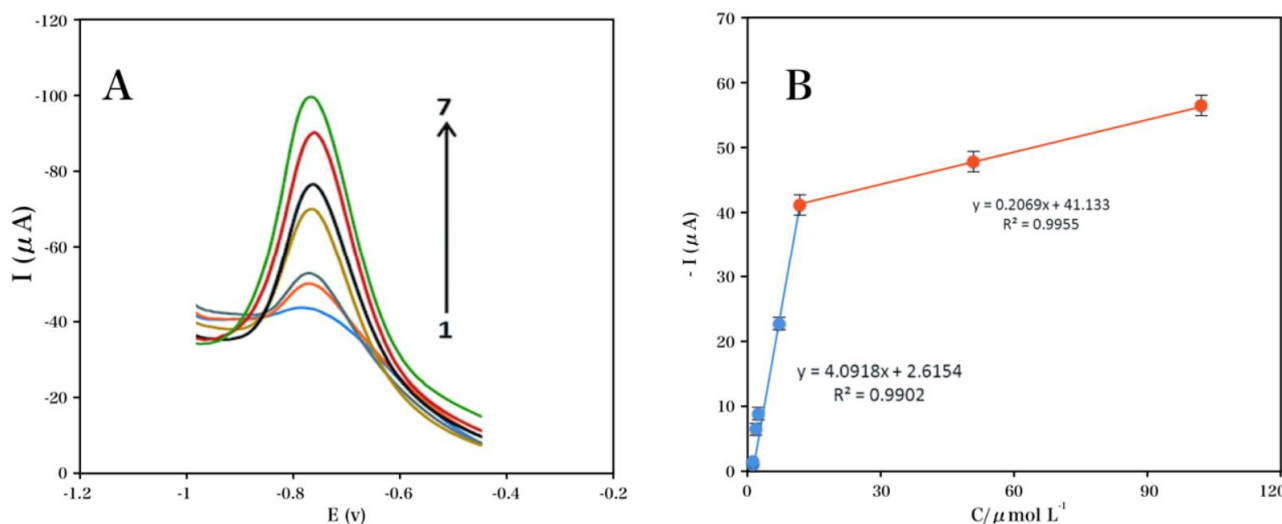 A
-120
-100
-80
-60
-40
-20
0
I (μA)
7
1
-1.2
-1
-0.8
-0.6
-0.4
-0.2
E (v)
B
70
60
50
40
30
20
10
0
- I (μ A)
y = 0.2069x + 41.133
R² = 0.9955
y = 4.0918x + 2.6154
R² = 0.9902
0
30
60
90
120
C/μmol L⁻¹